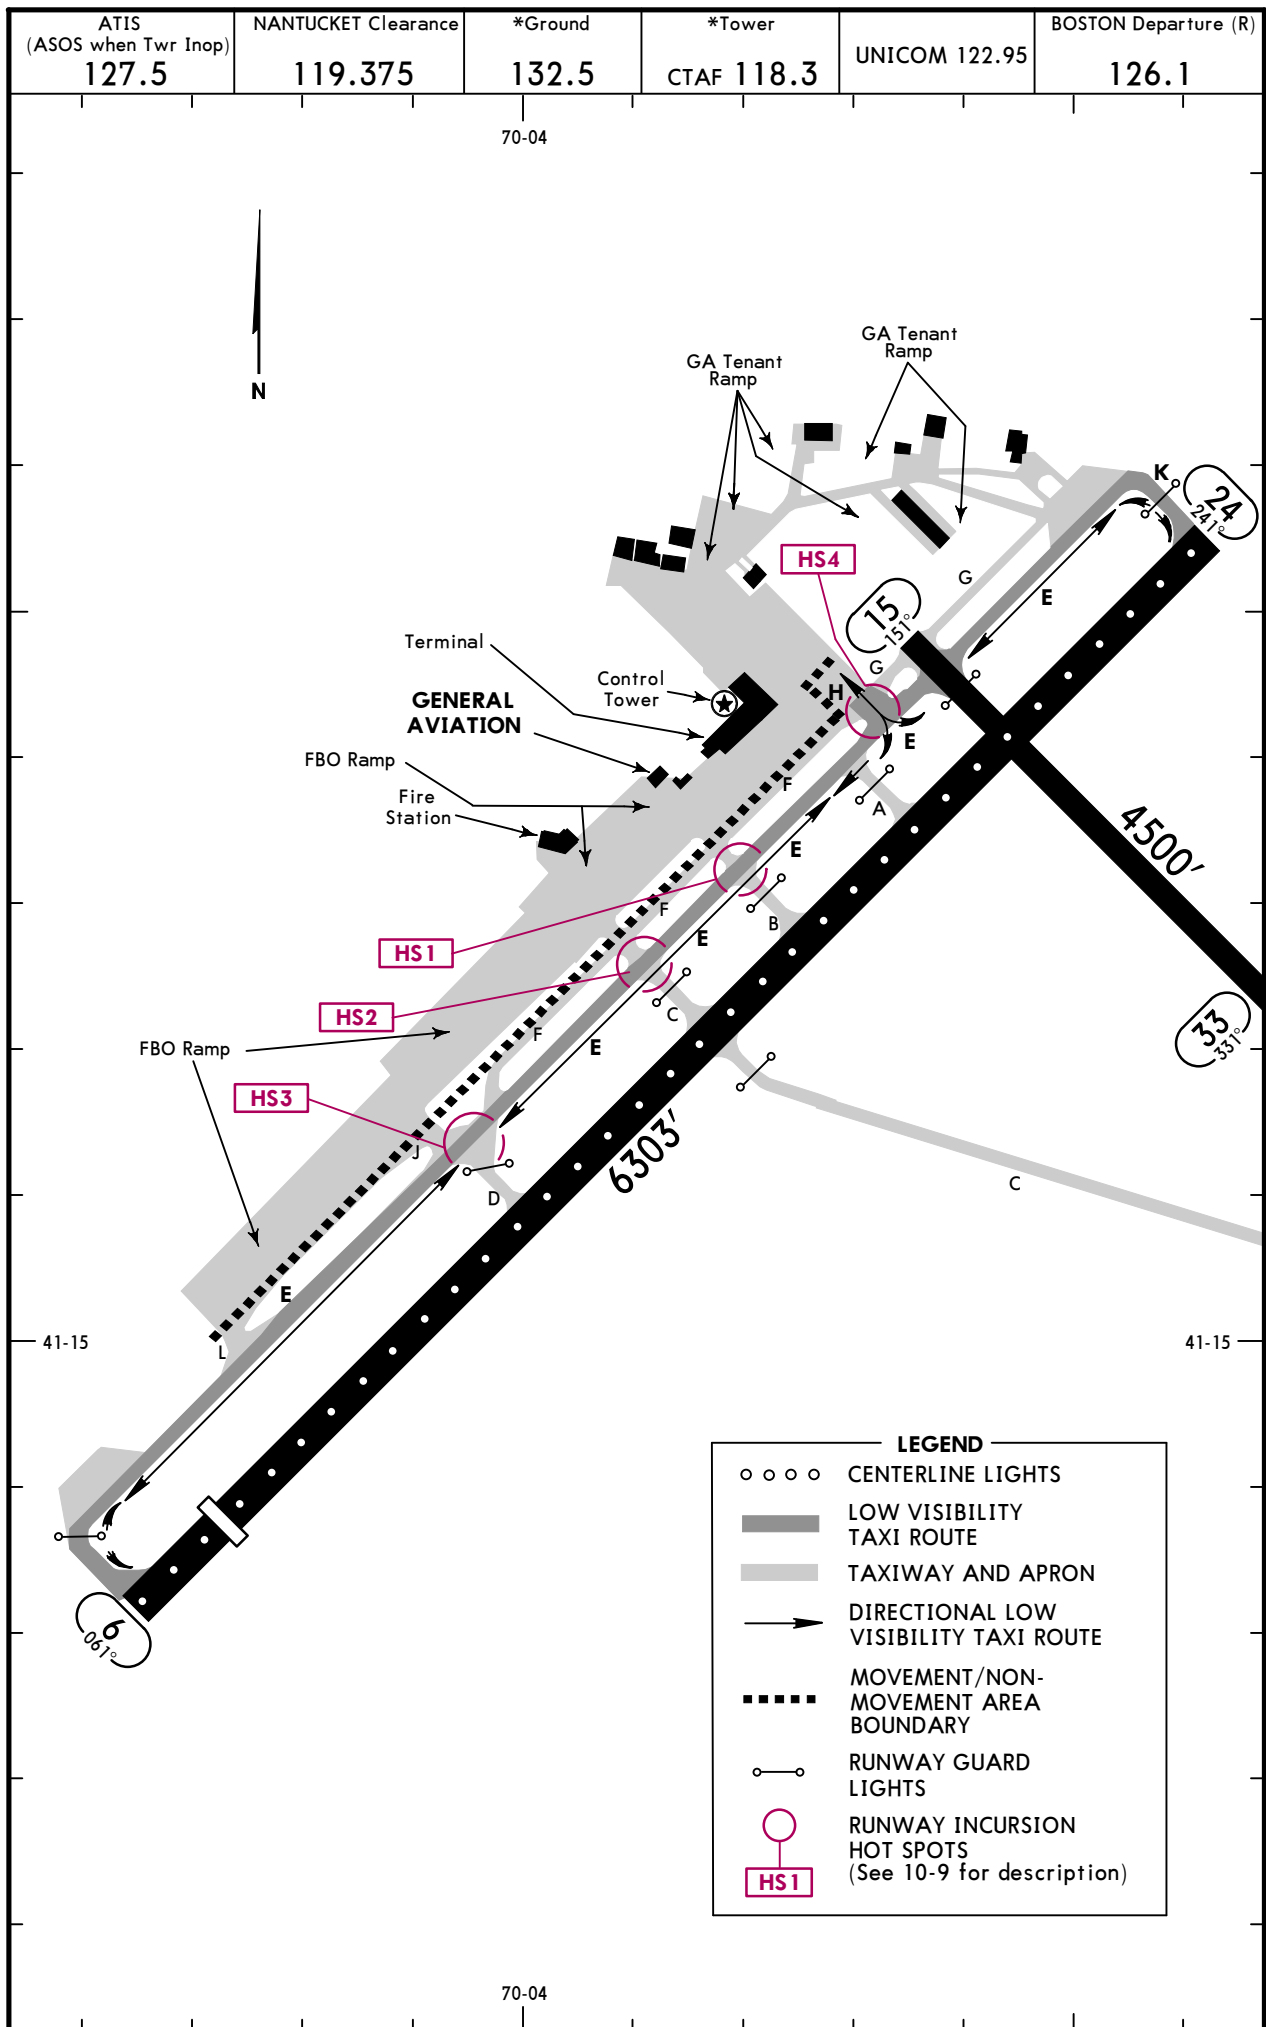 ATIS
(ASOS when Twr Inop)
127.5
NANTUCKET Clearance
119.375
*Ground
132.5
*Tower
CTAF 118.3
UNICOM 122.95
BOSTON Departure (R)
126.1
70-04
N
GA Tenant
Ramp
GA Tenant
Ramp
K
24
241°
HS4
G
E
15
151°
Terminal
Control
Tower
G
H
GENERAL
AVIATION
E
FBO Ramp
F
Fire
Station
A
4500'
E
F
B
HS1
E
HS2
C
F
E
33
331°
FBO Ramp
HS3
J
6303'
D
C
E
41-15
L
41-15
LEGEND
CENTERLINE LIGHTS
LOW VISIBILITY
TAXI ROUTE
TAXIWAY AND APRON
DIRECTIONAL LOW
VISIBILITY TAXI ROUTE
6
061°
MOVEMENT/NON-
MOVEMENT AREA
BOUNDARY
RUNWAY GUARD
LIGHTS
RUNWAY INCURSION
HOT SPOTS
(See 10-9 for description)
HS1
70-04